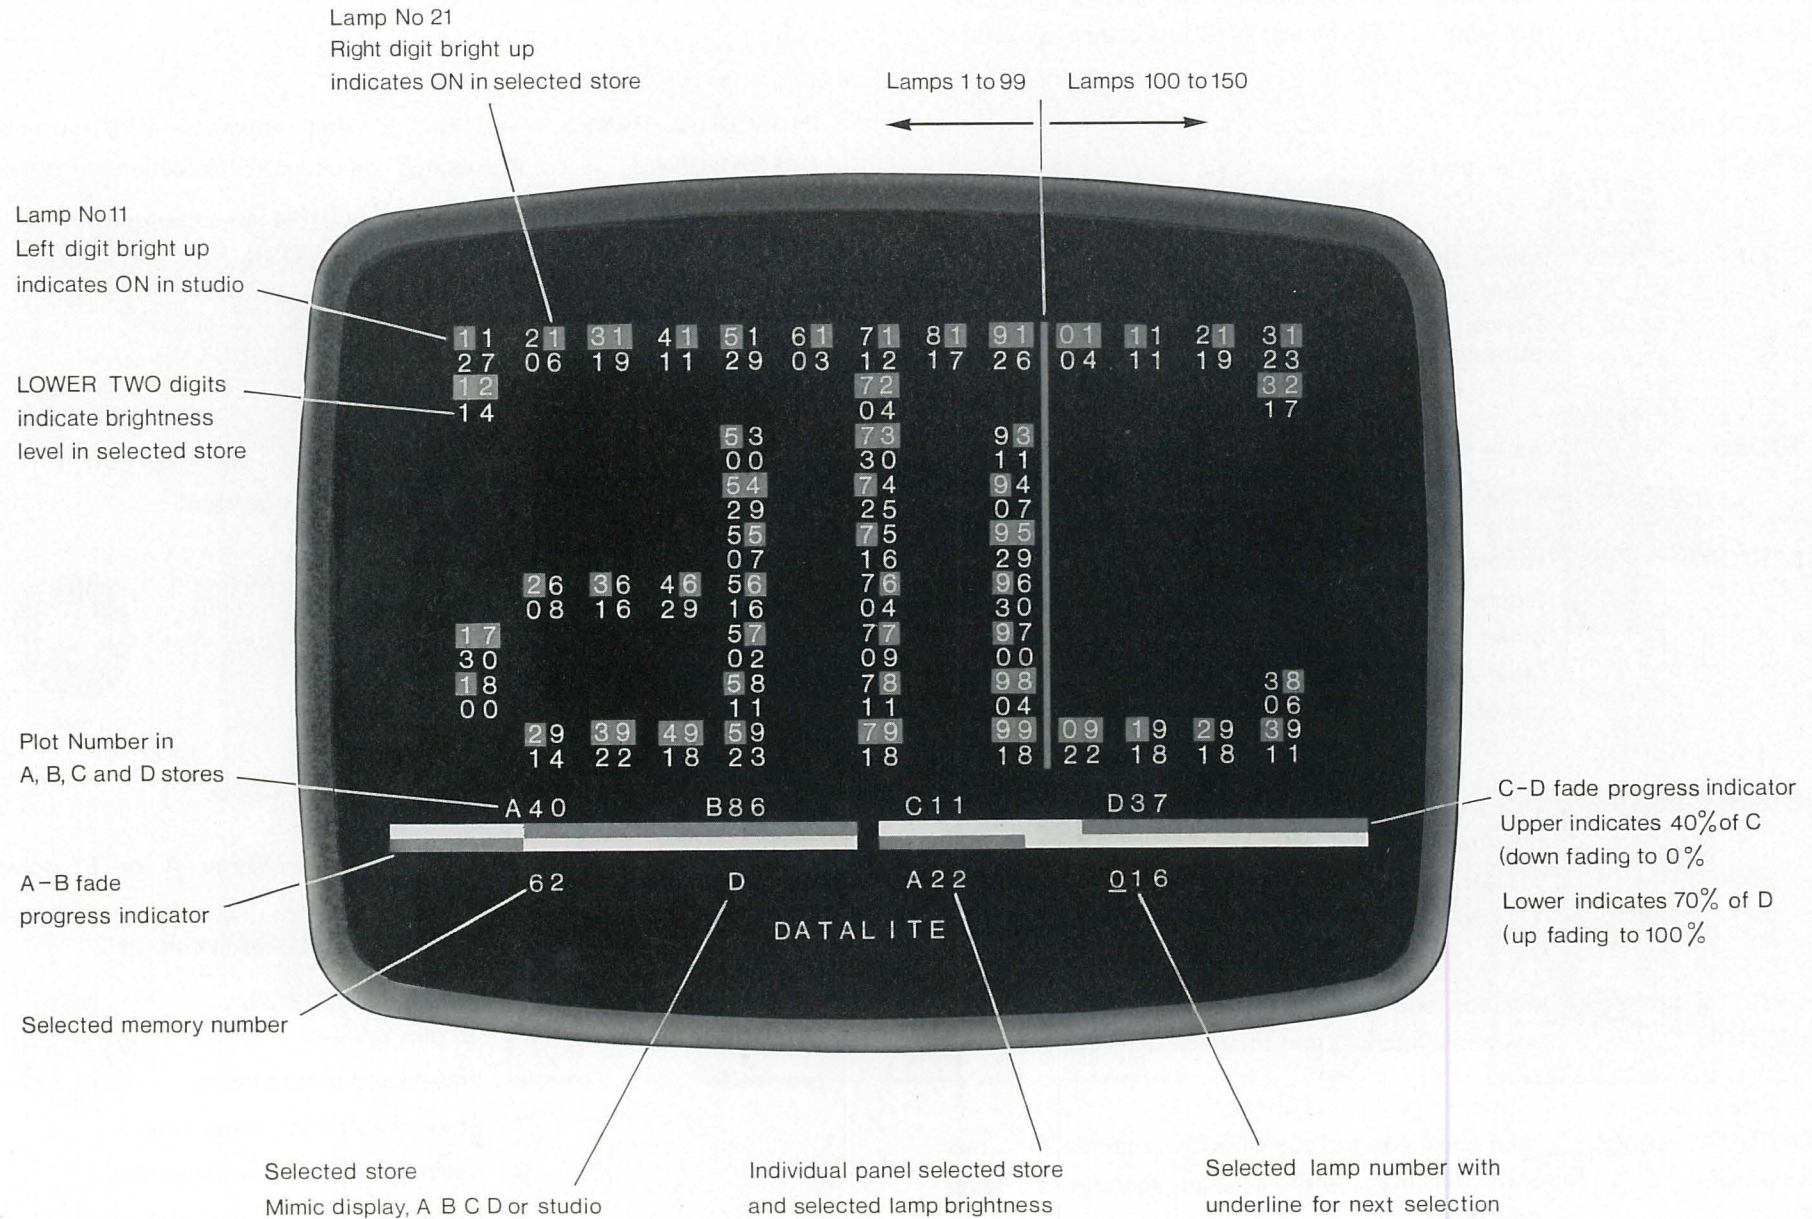 Lamp No 21
Right digit bright up
indicates ON in selected store
Lamps 1 to 99 Lamps 100 to 150
Lamp No11
Left digit bright up
indicates ON in studio
LOWER TWO digits
indicate brightness
level in selected store
11 21 31 41 51 61 71 81 91 01 11 21 31
27 06 19 11 29 03 12 17 26 04 11 19 23
12 72 32
14 04 17
53 73 93
00 30 11
54 74 94
29 25 07
55 75 95
07 16 29
26 36 46 56 76 96
08 16 29 16 04 30
17 57 77 97
30 02 09 00
18 58 78 98 38
00 11 11 04 06
29 39 49 59 79 99 09 19 29 39
14 22 18 23 18 18 22 18 18 11
A40 B86 C11 D37
62 D A22 016
DATALITE
Plot Number in
A, B, C and D stores
A-B fade
progress indicator
Selected memory number
C-D fade progress indicator
Upper indicates 40% of C
(down fading to 0%
Lower indicates 70% of D
(up fading to 100%
Selected store
Mimic display, A B C D or studio
Individual panel selected store
and selected lamp brightness
Selected lamp number with
underline for next selection